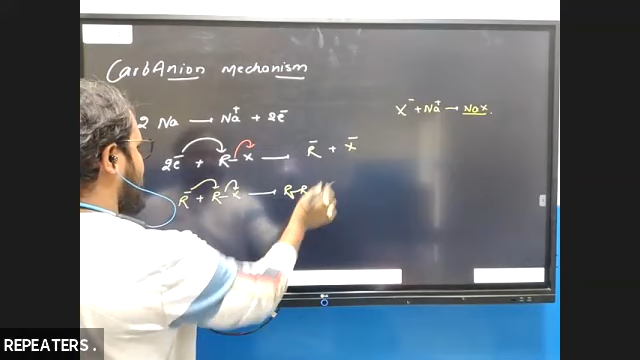 CarbAnion mechanism
2 Na → Na⁺ + 2e⁻
X⁻ + Na⁺ → NaX.
2e⁻ + R–X → R⁻ + X⁻
R⁻ + R–X → R–R
REPEATERS.